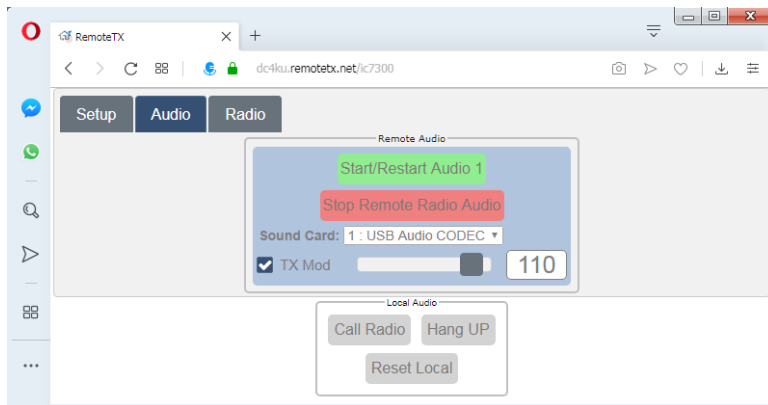 RemoteTX
dc4ku.remotetx.net/ic7300
Setup Audio Radio
Remote Audio
Start/Restart Audio 1
Stop Remote Radio Audio
Sound Card: 1 : USB Audio CODEC
TX Mod 110
Local Audio
Call Radio Hang UP
Reset Local